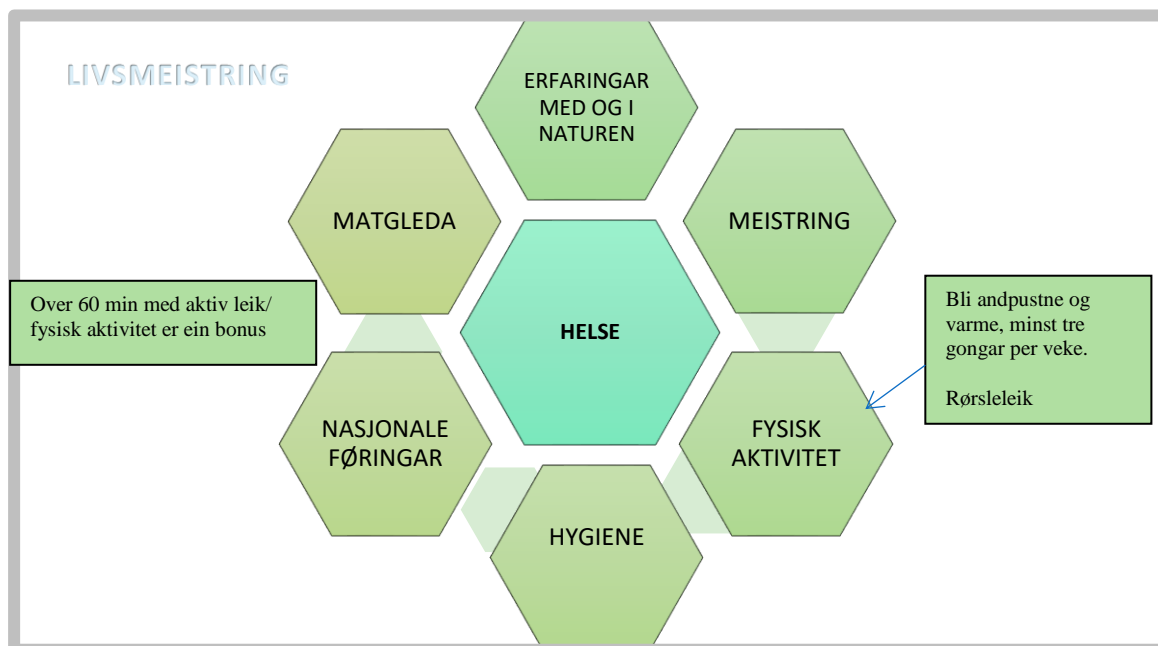 LIVSMEISTRING
ERFARINGAR
MED OG I
NATUREN
MATGLEDA
MEISTRING
Over 60 min med aktiv leik/
fysisk aktivitet er ein bonus
HELSE
Bli andpustne og
varme, minst tre
gongar per veke.
Rørsleleik
NASJONALE
FØRINGAR
FYSISK
AKTIVITET
HYGIENE